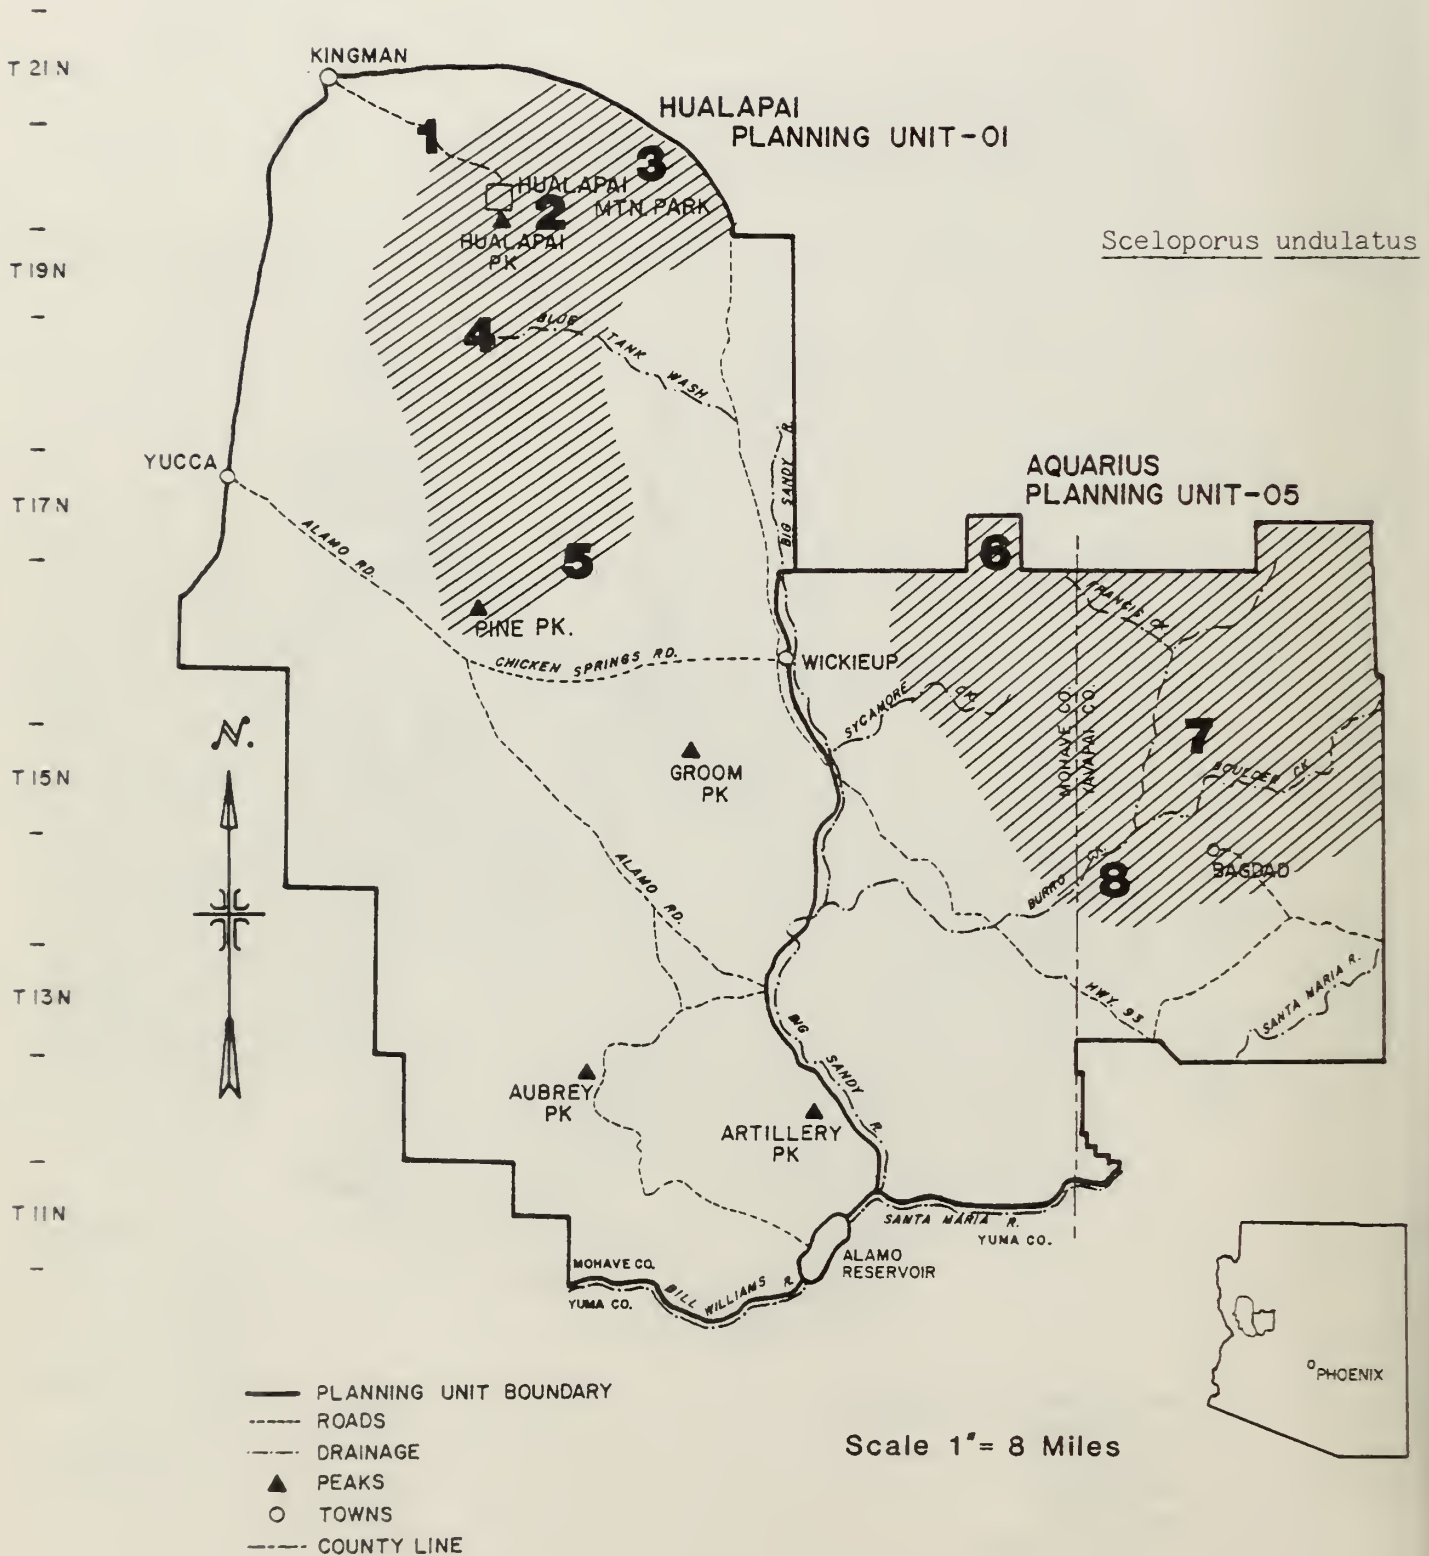 KINGMAN
T 21 N
HUALAPAI
PLANNING UNIT-01
1
3
HUALAPAI
MTN. PARK
2
HUALAPAI
PK
Sceloporus undulatus
T 19 N
4
BLUE TANK WASH
BIG SANDY R.
YUCCA
AQUARIUS
PLANNING UNIT-05
T 17 N
ALAMO RD.
5
6
FRANCIS CK.
PINE PK.
CHICKEN SPRINGS RD.
WICKIEUP
SYCAMORE CK.
MOHAVE CO.
YAVAPAI CO.
7
N.
GROOM
PK
BOULDER CK.
T 15 N
ALAMO RD.
BURRO CK.
8
BAGDAD
T 13 N
HWY. 93
SANTA MARIA R.
BIG SANDY R.
AUBREY
PK
ARTILLERY
PK
T 11 N
SANTA MARIA R.
YUMA CO.
ALAMO
RESERVOIR
MOHAVE CO.
YUMA CO.
BILL WILLIAMS R.
PHOENIX
PLANNING UNIT BOUNDARY
ROADS
DRAINAGE
PEAKS
TOWNS
COUNTY LINE
Scale 1"= 8 Miles